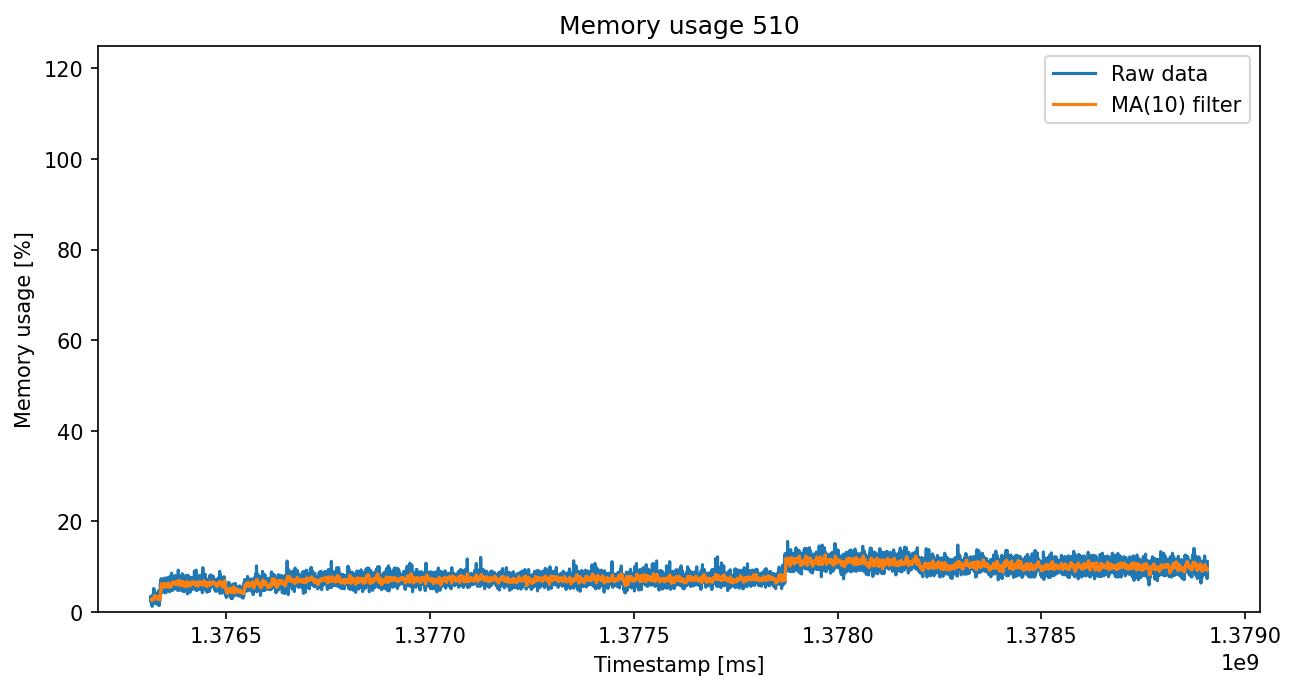 Memory usage 510
Raw data
MA(10) filter
Memory usage [%]
120
100
80
60
40
20
0
1.3765 1.3770 1.3775 1.3780 1.3785 1.3790
1e9
Timestamp [ms]